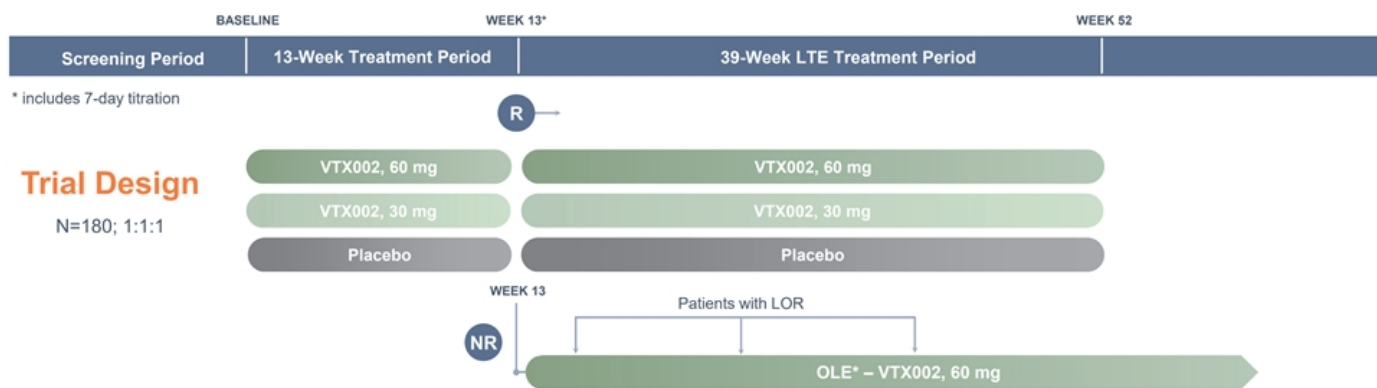 BASELINE
WEEK 13*
WEEK 52
Screening Period
13-Week Treatment Period
39-Week LTE Treatment Period
* includes 7-day titration
R
Trial Design
N=180; 1:1:1
VTX002, 60 mg
VTX002, 60 mg
VTX002, 30 mg
VTX002, 30 mg
Placebo
Placebo
WEEK 13
NR
Patients with LOR
OLE* – VTX002, 60 mg